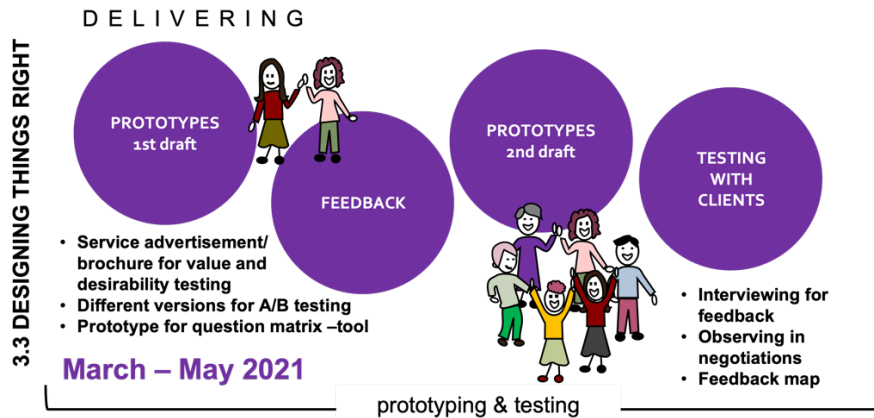 DELIVERING
3.3 DESIGNING THINGS RIGHT
PROTOTYPES
1st draft
FEEDBACK
PROTOTYPES
2nd draft
TESTING
WITH
CLIENTS
• Service advertisement/
brochure for value and
desirability testing
• Different versions for A/B testing
• Prototype for question matrix –tool
• Interviewing for
feedback
• Observing in
negotiations
• Feedback map
March – May 2021
prototyping & testing